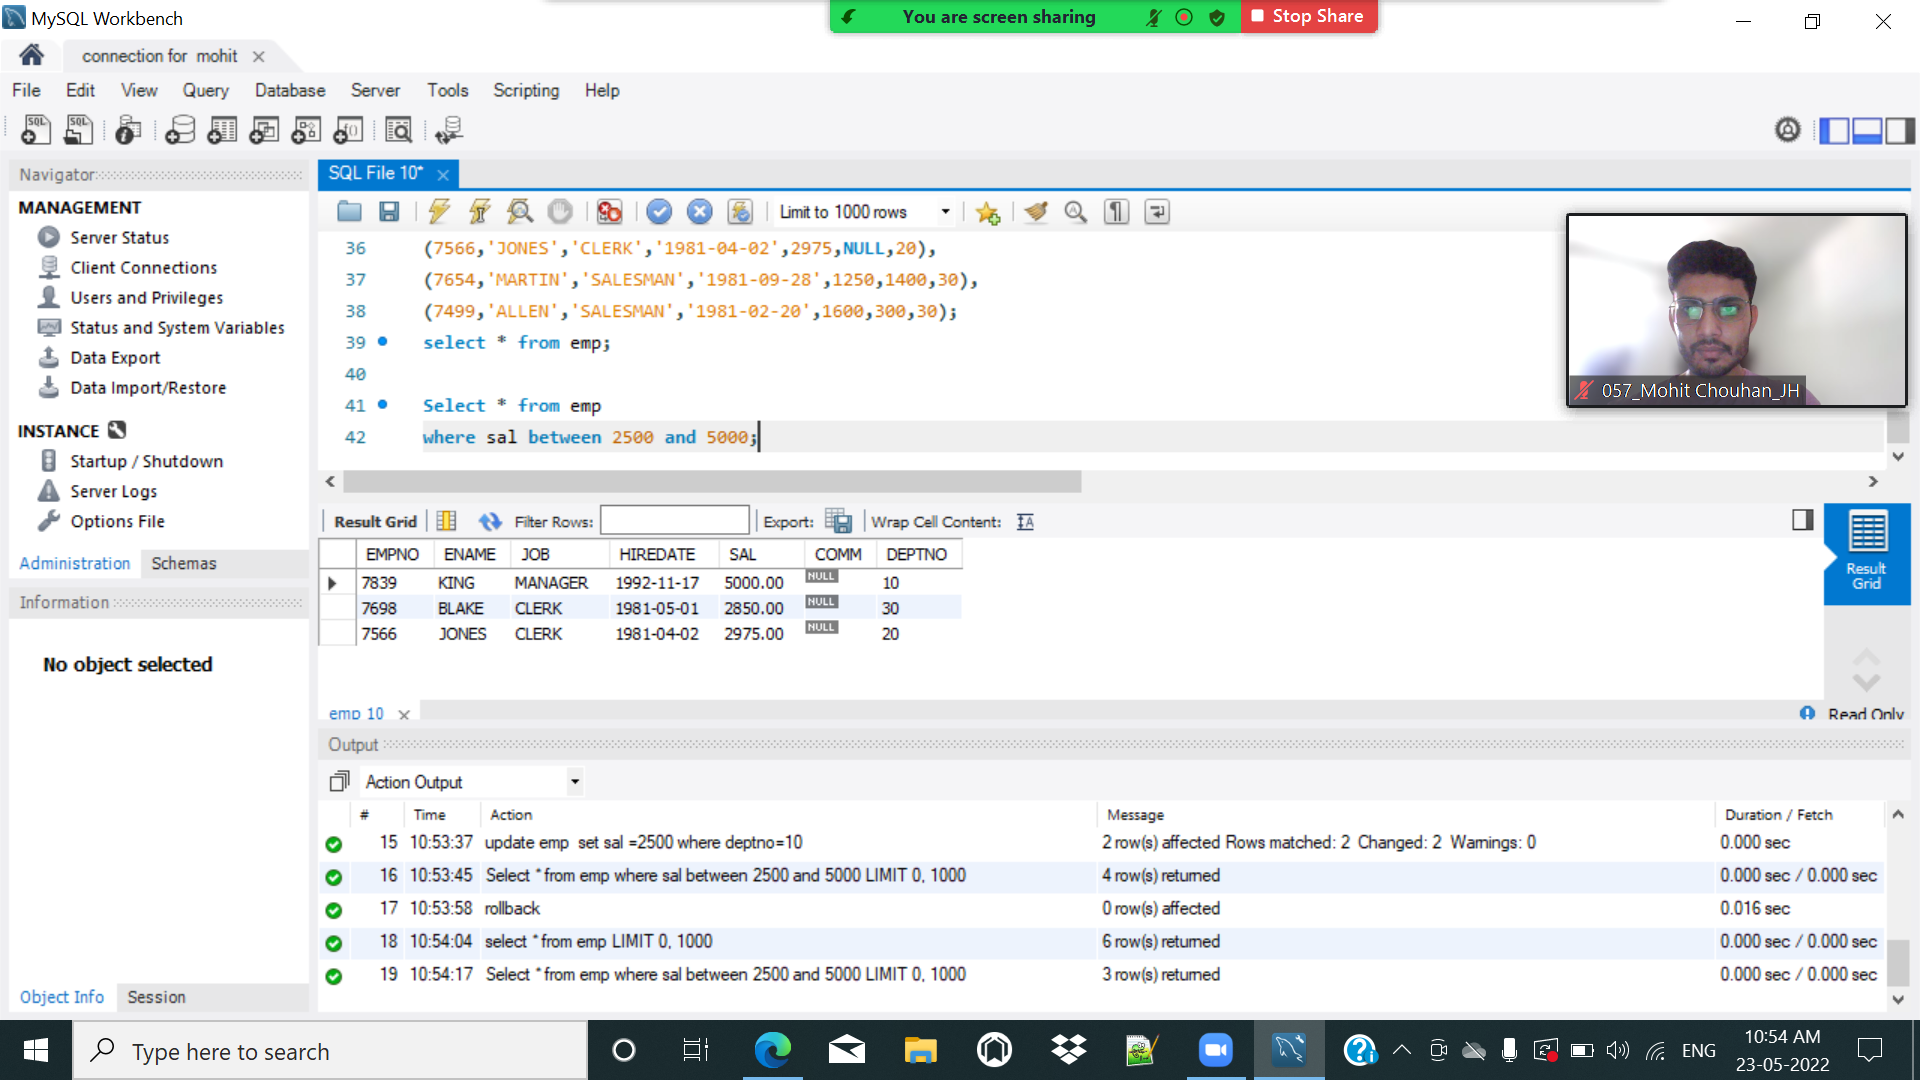 MySQL Workbench
You are screen sharing
Stop Share
connection for mohit
File Edit View Query Database Server Tools Scripting Help
Navigator
MANAGEMENT
Server Status
Client Connections
Users and Privileges
Status and System Variables
Data Export
Data Import/Restore
INSTANCE
Startup / Shutdown
Server Logs
Options File
Administration Schemas
Information
No object selected
Object Info Session
SQL File 10*
Limit to 1000 rows
36 (7566,'JONES','CLERK','1981-04-02',2975,NULL,20),
37 (7654,'MARTIN','SALESMAN','1981-09-28',1250,1400,30),
38 (7499,'ALLEN','SALESMAN','1981-02-20',1600,300,30);
39 select * from emp;
40
41 Select * from emp
42 where sal between 2500 and 5000;
057_Mohit Chouhan_JH
Result Grid Filter Rows: Export: Wrap Cell Content: IA
EMPNO ENAME JOB HIREDATE SAL COMM DEPTNO
7839 KING MANAGER 1992-11-17 5000.00 NULL 10
7698 BLAKE CLERK 1981-05-01 2850.00 NULL 30
7566 JONES CLERK 1981-04-02 2975.00 NULL 20
Result
Grid
emp 10
Read Only
Output
Action Output
# Time Action Message Duration / Fetch
15 10:53:37 update emp set sal =2500 where deptno=10 2 row(s) affected Rows matched: 2 Changed: 2 Warnings: 0 0.000 sec
16 10:53:45 Select * from emp where sal between 2500 and 5000 LIMIT 0, 1000 4 row(s) returned 0.000 sec / 0.000 sec
17 10:53:58 rollback 0 row(s) affected 0.016 sec
18 10:54:04 select * from emp LIMIT 0, 1000 6 row(s) returned 0.000 sec / 0.000 sec
19 10:54:17 Select * from emp where sal between 2500 and 5000 LIMIT 0, 1000 3 row(s) returned 0.000 sec / 0.000 sec
Type here to search
ENG
10:54 AM
23-05-2022